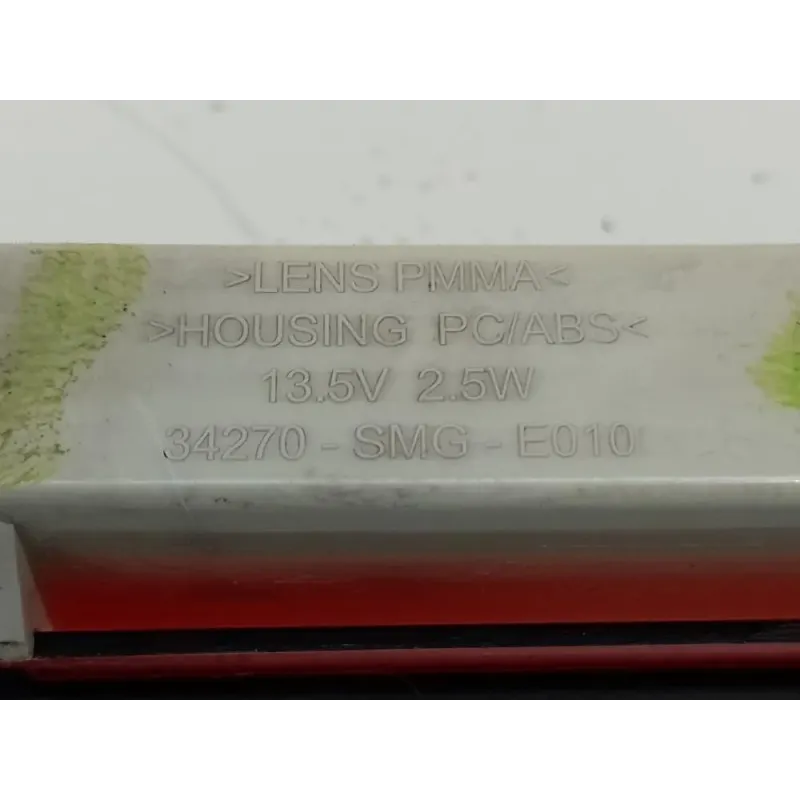 >LENS PMMA<
>HOUSING PC/ABS<
13.5V 2.5W
34270-SMG-E010